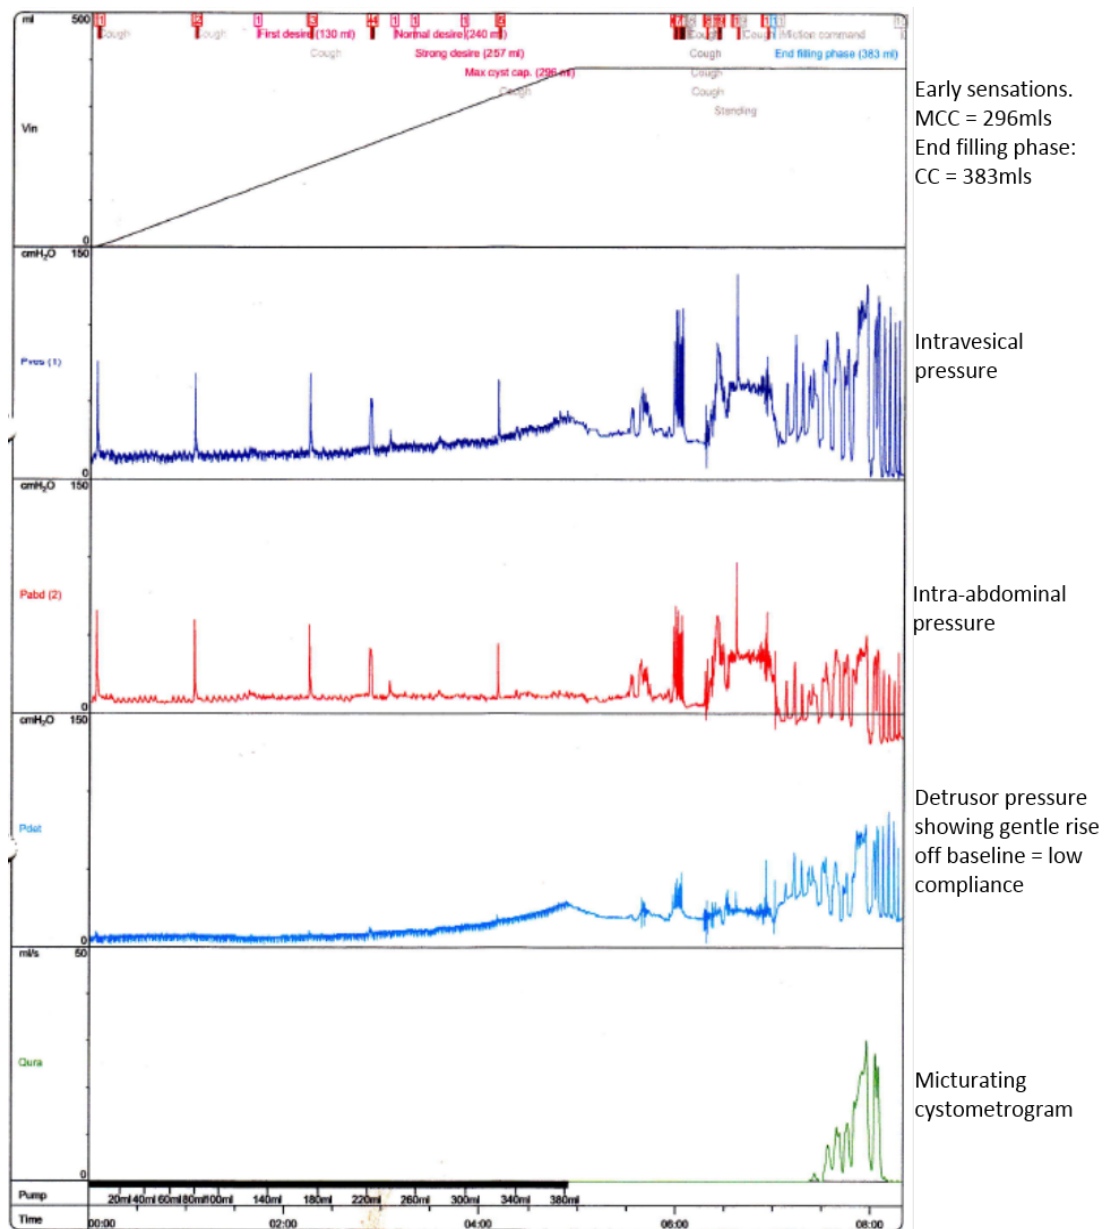 ml 500
Cough
Cough
First desire (130 ml)
Cough
Normal desire (240 ml)
Strong desire (257 ml)
Max cyst cap. (296 ml)
Cough
Cough
Cough
Cough
Cough
Standing
Cough
Miction command
End filling phase (383 ml)
Vin
0
Early sensations.
MCC = 296mls
End filling phase:
CC = 383mls
cmH2O 150
Pves (1)
0
Intravesical
pressure
cmH2O 150
Pabd (2)
0
Intra-abdominal
pressure
cmH2O 150
Pdet
0
Detrusor pressure
showing gentle rise
off baseline = low
compliance
ml/s 50
Qura
0
Micturating
cystometrogram
Pump 20ml 40ml 60ml 80ml 100ml 140ml 180ml 220ml 260ml 300ml 340ml 380ml
Time 00:00 02:00 04:00 06:00 08:00